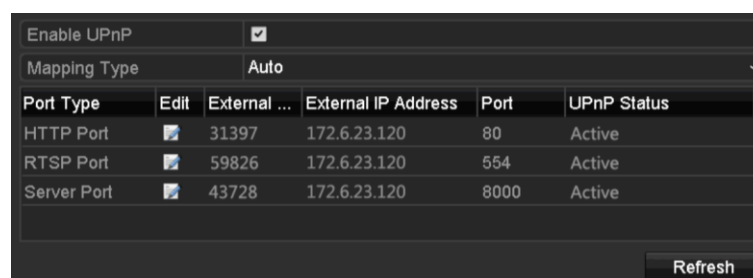 Enable UPnP
Mapping Type Auto
Port Type Edit External ... External IP Address Port UPnP Status
HTTP Port 31397 172.6.23.120 80 Active
RTSP Port 59826 172.6.23.120 554 Active
Server Port 43728 172.6.23.120 8000 Active
Refresh